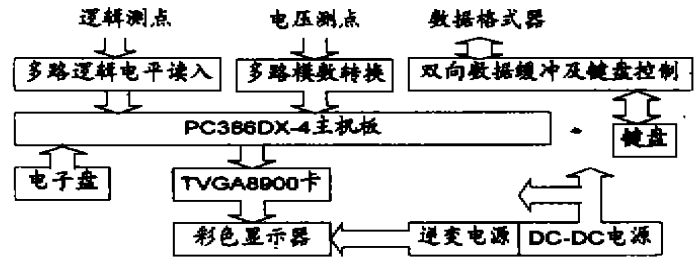 逻辑测点 电压测点 数据格式器
多路逻辑电平读入 多路模数转换 双向数据缓冲及键盘控制
PC386DX-4主机板 键盘
电子盘 TVGA8900卡
彩色显示器 逆变电源 DC-DC电源